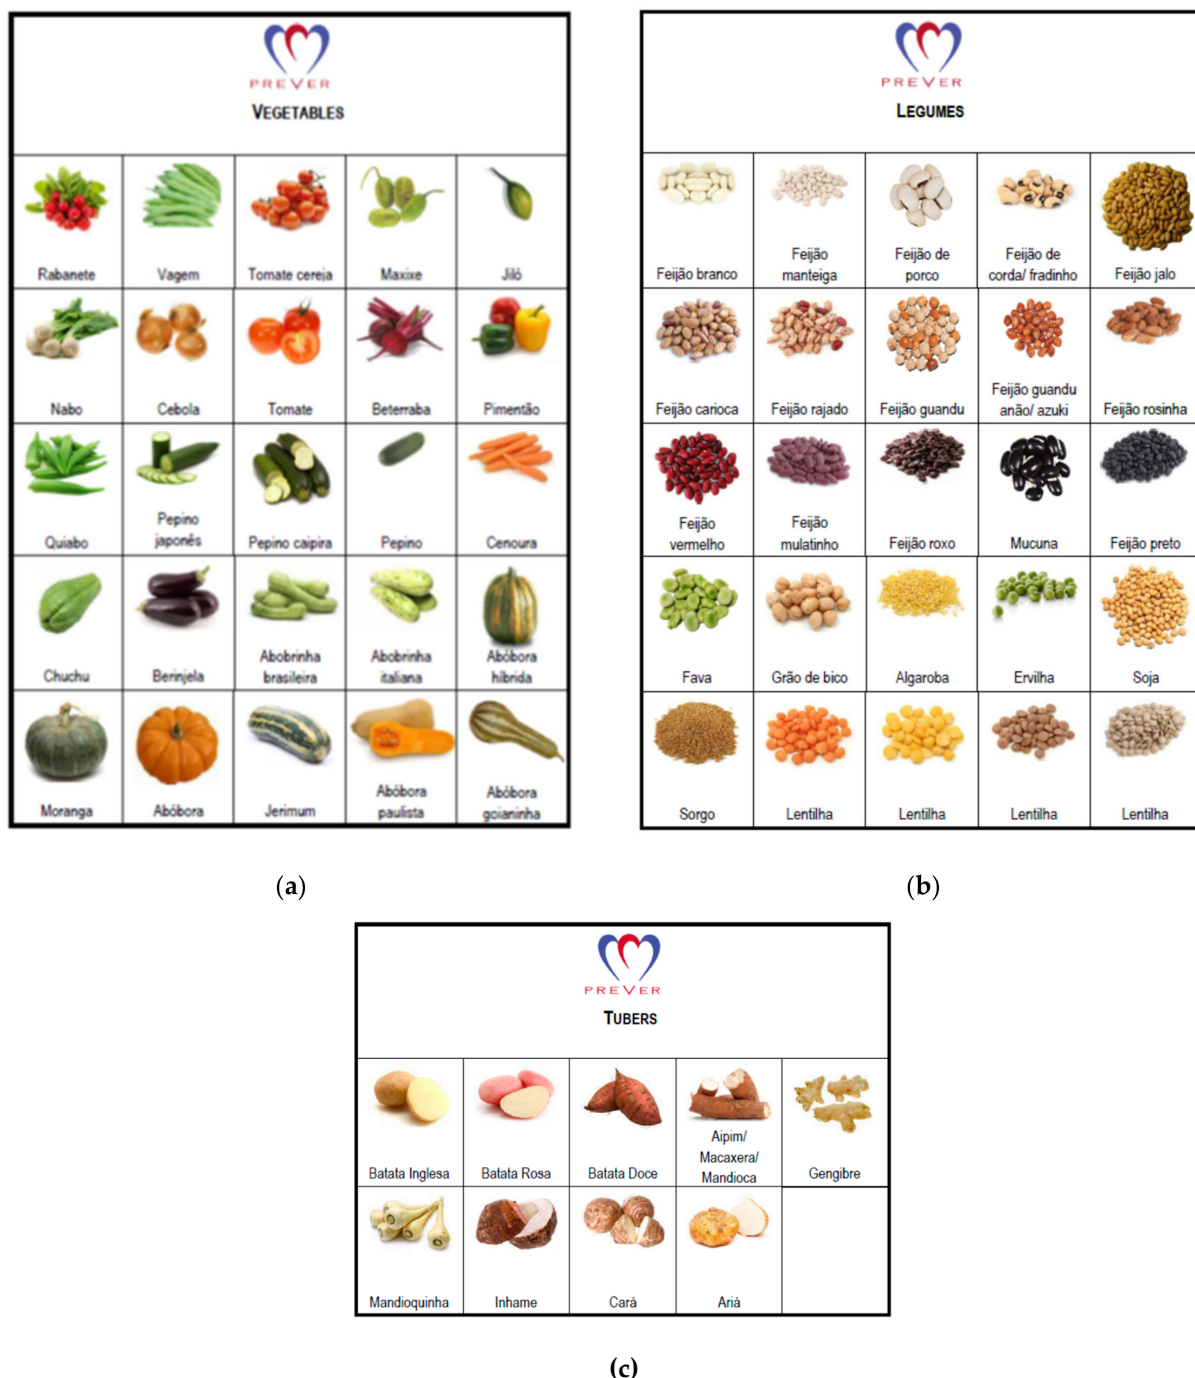 PREVER
VEGETABLES
Rabanete
Vagem
Tomate cereja
Maxixe
Jiló
Nabo
Cebola
Tomate
Beterraba
Pimentão
Quiabo
Pepino
japonês
Pepino caipira
Pepino
Cenoura
Chuchu
Berinjela
Abobrinha
brasileira
Abobrinha
italiana
Abóbora
híbrida
Moranga
Abóbora
Jerimum
Abóbora
paulista
Abóbora
goianinha
(a)
PREVER
LEGUMES
Feijão branco
Feijão
manteiga
Feijão de
porco
Feijão de
corda/ fradinho
Feijão jalo
Feijão carioca
Feijão rajado
Feijão guandu
Feijão guandu
anão/ azuki
Feijão rosinha
Feijão
vermelho
Feijão
mulatinho
Feijão roxo
Mucuna
Feijão preto
Fava
Grão de bico
Algaroba
Ervilha
Soja
Sorgo
Lentilha
Lentilha
Lentilha
Lentilha
(b)
PREVER
TUBERS
Batata Inglesa
Batata Rosa
Batata Doce
Aipim/
Macaxera/
Mandioca
Gengibre
Mandioquinha
Inhame
Cará
Ariá
(c)